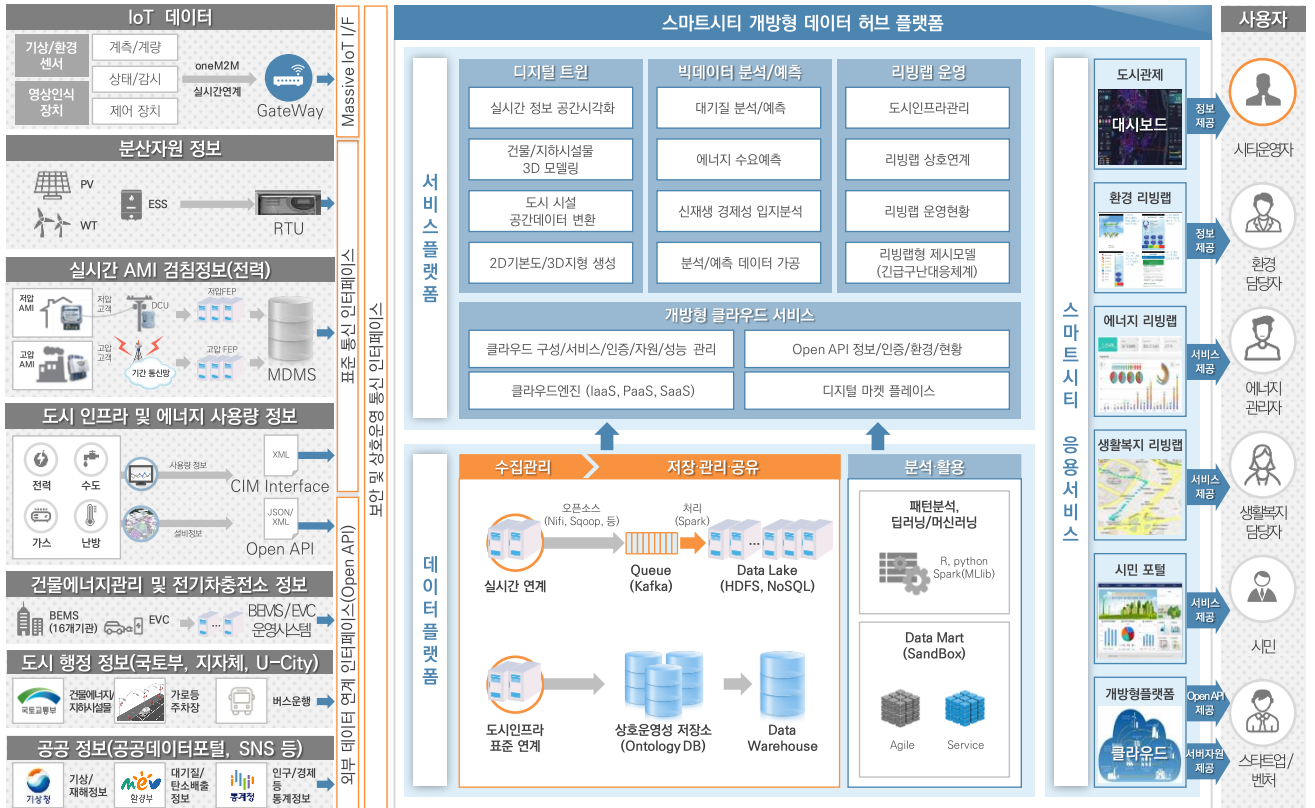 IoT 데이터
기상/환경
센서
영상인식
장치
계측/계량
상태/감시
제어 장치
oneM2M
실시간연계
GateWay
분산자원 정보
PV
WT
ESS
RTU
실시간 AMI 검침정보(전력)
저압
AMI
저압
고객
DCU
저압FEP
고압
AMI
고압
고객
기간 통신망
고압 FEP
MDMS
도시 인프라 및 에너지 사용량 정보
전력
수도
가스
난방
사용량 정보
설비정보
XML
CIM Interface
JSON/
XML
Open API
건물에너지관리 및 전기차충전소 정보
BEMS
(16개기관)
EVC
...
BEMS/EVC
운영시스템
도시 행정 정보(국토부, 지자체, U-City)
국토교통부
건물에너지/
지하시설물
가로등
주차장
버스운행
공공 정보(공공데이터포털, SNS 등)
기상청
기상/
재해정보
환경부
대기질/
탄소배출
정보
통계청
인구/경제
등
통계정보
Massive IoT I/F
표준 통신 인터페이스
외부 데이터 연계 인터페이스(Open API)
보안 및 상호운영 통신 인터페이스
스마트시티 개방형 데이터 허브 플랫폼
서비스플랫폼
디지털 트윈
실시간 정보 공간시각화
건물/지하시설물
3D 모델링
도시 시설
공간데이터 변환
2D기본도/3D지형 생성
빅데이터 분석/예측
대기질 분석/예측
에너지 수요예측
신재생 경제성 입지분석
분석/예측 데이터 가공
리빙랩 운영
도시인프라관리
리빙랩 상호연계
리빙랩 운영현황
리빙랩형 제시모델
(긴급구난대응체계)
개방형 클라우드 서비스
클라우드 구성/서비스/인증/자원/성능 관리
Open API 정보/인증/환경/현황
클라우드엔진 (IaaS, PaaS, SaaS)
디지털 마켓 플레이스
데이터플랫폼
수집관리
저장·관리·공유
오픈소스
(Nifi, Sqoop, 등)
처리
(Spark)
...
실시간 연계
Queue
(Kafka)
Data Lake
(HDFS, NoSQL)
도시인프라
표준 연계
상호운영성 저장소
(Ontology DB)
Data
Warehouse
분석·활용
패턴분석,
딥러닝/머신러닝
R, python
Spark(MLlib)
Data Mart
(SandBox)
Agile
Service
스마트시티 응용서비스
도시관제
대시보드
환경 리빙랩
에너지 리빙랩
생활복지 리빙랩
시민 포털
개방형플랫폼
클라우드
정보
제공
정보
제공
서비스
제공
서비스
제공
서비스
제공
Open API
제공
서버자원
제공
사용자
시티운영자
환경
담당자
에너지
관리자
생활복지
담당자
시민
스타트업/
벤처